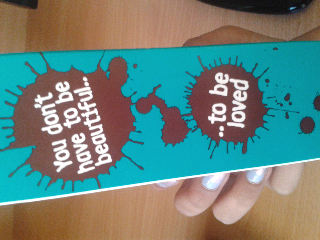 You don't
have to be
beautiful..
..to be
loved